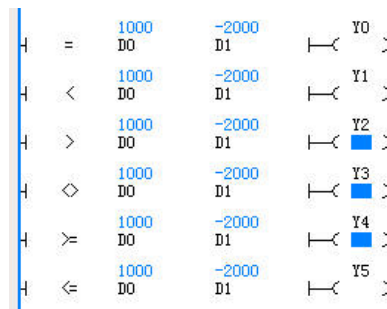 1000 -2000 Y0
= D0 D1
1000 -2000 Y1
< D0 D1
1000 -2000 Y2
> D0 D1
1000 -2000 Y3
<> D0 D1
1000 -2000 Y4
>= D0 D1
1000 -2000 Y5
<= D0 D1